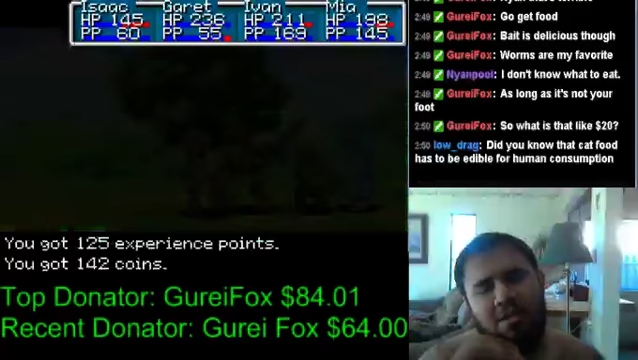 Isaac Garet Ivan Mia
HP 145 HP 238 HP 211 HP 198
PP 60 PP 55 PP 169 PP 145
You got 125 experience points.
You got 142 coins.
Top Donator: GureiFox $84.01
Recent Donator: Gurei Fox $64.00
2:49 GureiFox: Go get food
2:49 GureiFox: Bait is delicious though
2:49 GureiFox: Worms are my favorite
2:49 Nyanpooi: I don't know what to eat.
2:49 GureiFox: As long as it's not your
foot
2:50 GureiFox: So what is that like $20?
2:50 low_drag: Did you know that cat food
has to be edible for human consumption